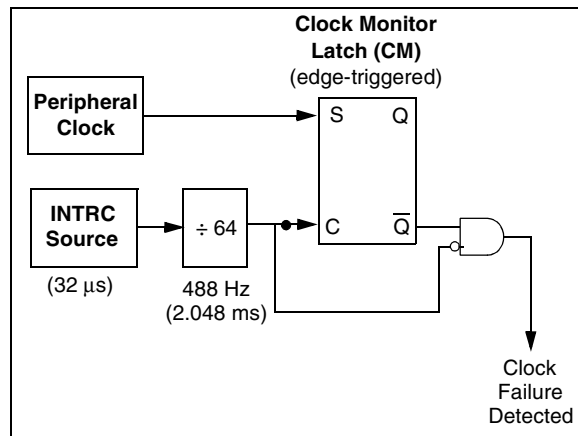 Clock Monitor
Latch (CM)
(edge-triggered)
Peripheral
Clock
S Q
INTRC
Source
(32 μs)
÷ 64
488 Hz
(2.048 ms)
C Q̅
Clock
Failure
Detected